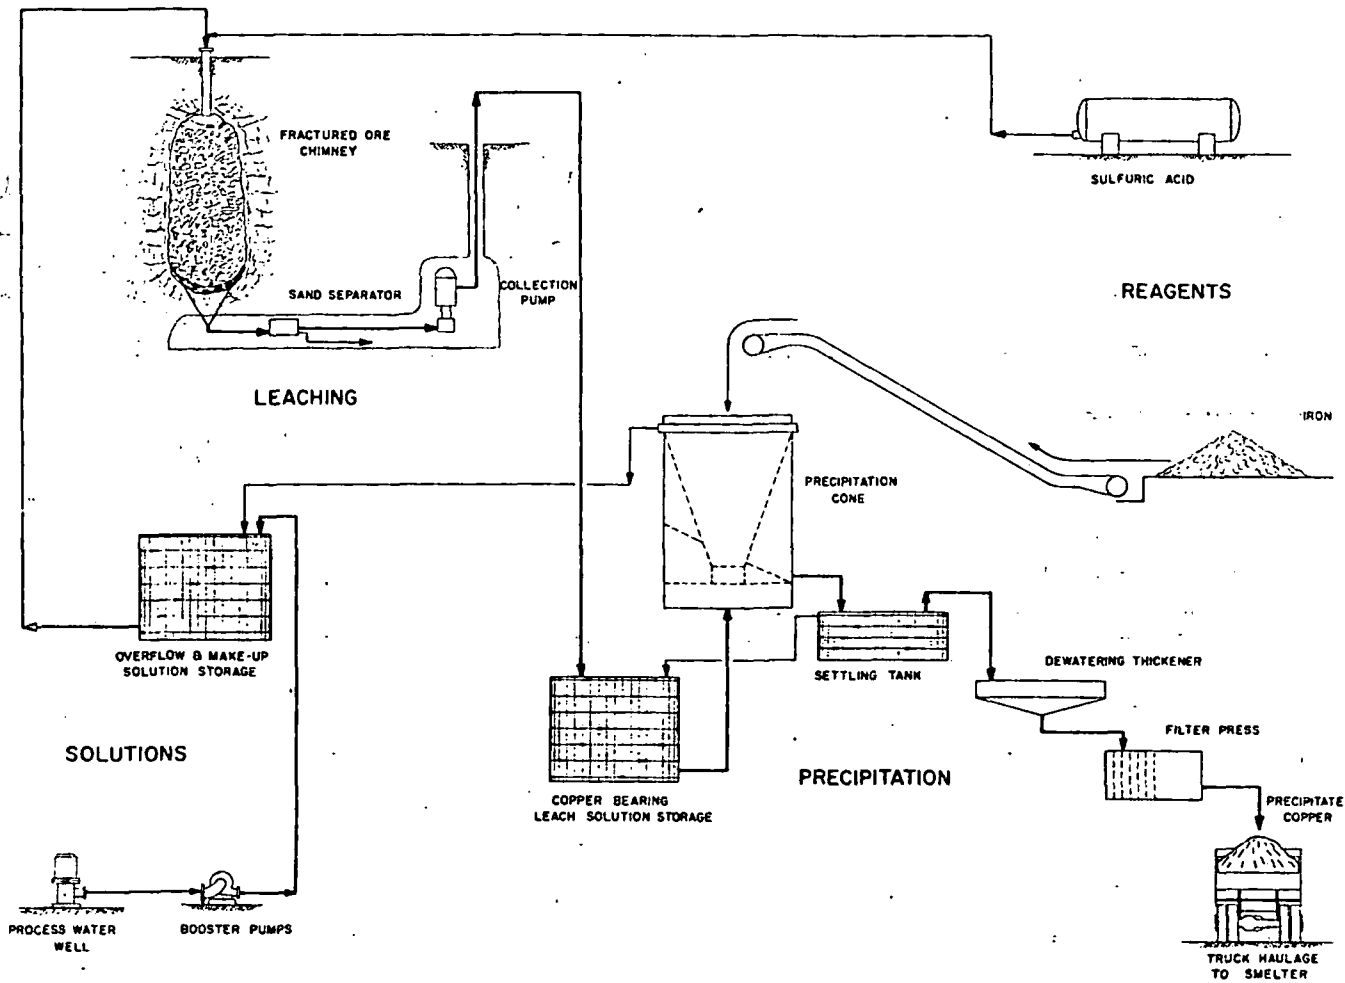 FRACTURED ORE
CHIMNEY
SULFURIC ACID
SAND SEPARATOR
COLLECTION
PUMP
REAGENTS
LEACHING
IRON
PRECIPITATION
CONE
OVERFLOW & MAKE-UP
SOLUTION STORAGE
SETTLING TANK
DEWATERING THICKENER
SOLUTIONS
FILTER PRESS
PRECIPITATION
COPPER BEARING
LEACH SOLUTION STORAGE
PRECIPITATE
COPPER
PROCESS WATER
WELL
BOOSTER PUMPS
TRUCK HAULAGE
TO SMELTER